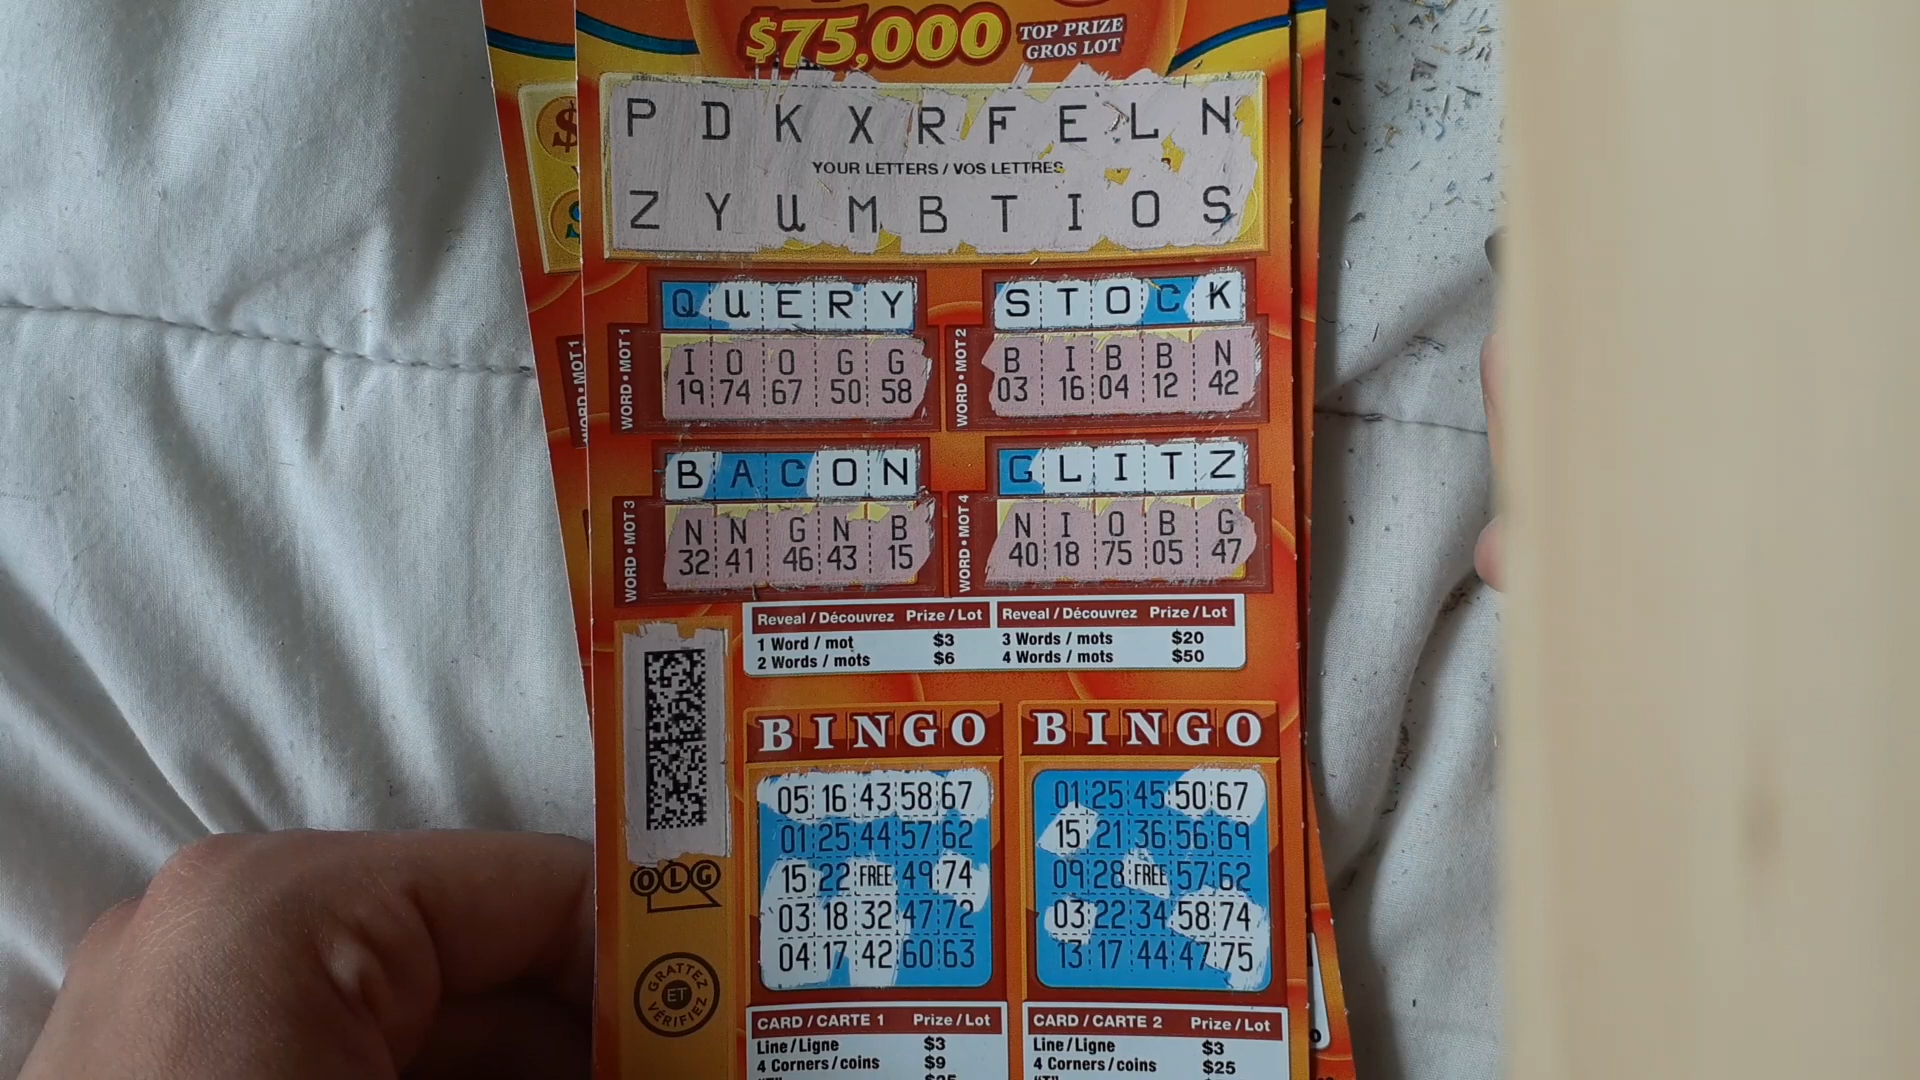 $75,000 TOP PRIZE
GROS LOT
P D K X R F E L N
YOUR LETTERS / VOS LETTRES
Z Y U M B T I O S
WORD • MOT 1
QUERY
I O O G G
19 74 67 50 58
WORD • MOT 2
STOCK
B I B B N
03 16 04 12 42
WORD • MOT 3
BACON
N N G N B
32 41 46 43 15
WORD • MOT 4
GLITZ
N I O B G
40 18 75 05 47
WORD • MOT 1
Reveal / Découvrez Prize / Lot
1 Word / mot $3
2 Words / mots $6
Reveal / Découvrez Prize / Lot
3 Words / mots $20
4 Words / mots $50
BINGO
05 16 43 58 67
01 25 44 57 62
15 22 FREE 49 74
03 18 32 47 72
04 17 42 60 63
BINGO
01 25 45 50 67
15 21 36 56 69
09 28 FREE 57 62
03 22 34 58 74
13 17 44 47 75
OLG
GRATTEZ
ET
VÉRIFIEZ
CARD / CARTE 1 Prize / Lot
Line / Ligne $3
4 Corners / coins $9
CARD / CARTE 2 Prize / Lot
Line / Ligne $3
4 Corners / coins $25